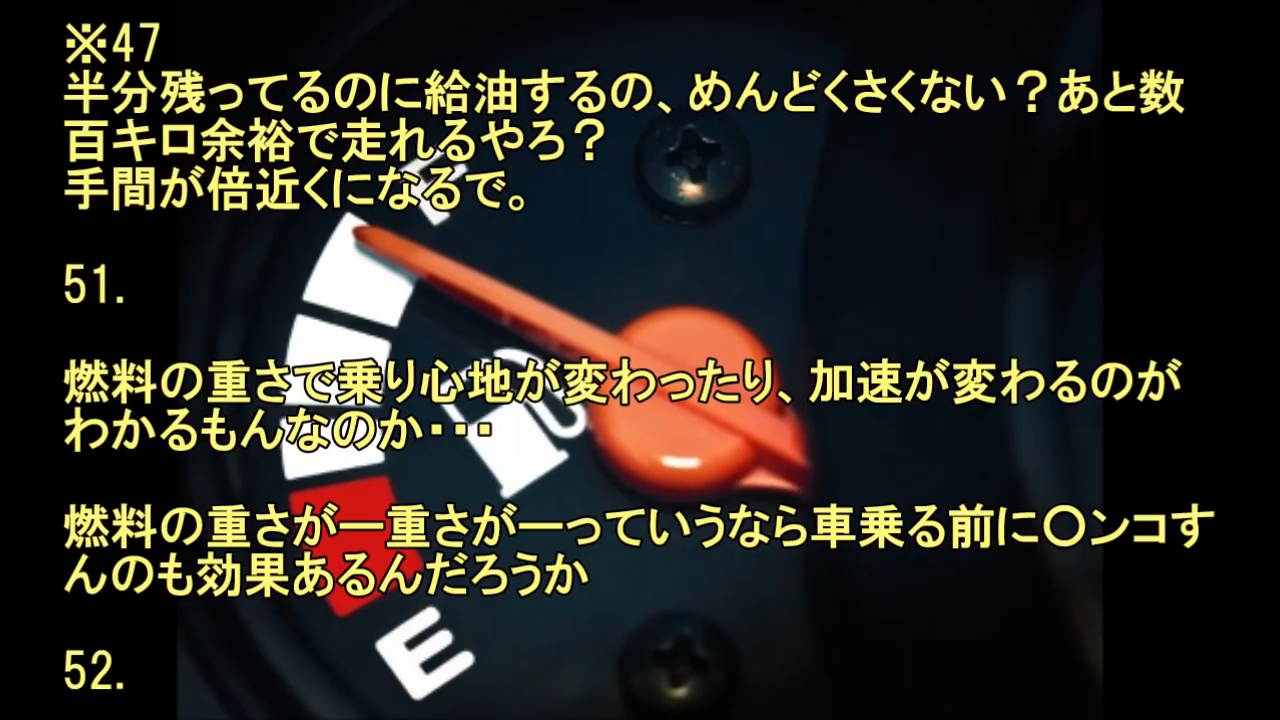 ※47
半分残ってるのに給油するの、めんどくさくない？あと数
百キロ余裕で走れるやろ？
手間が倍近くになるで。
51.
燃料の重さで乗り心地が変わったり、加速が変わるのが
わかるもんなのか・・・
燃料の重さがー重さがーっていうなら車乗る前に〇ンコす
んのも効果あるんだろうか
52.
F
E